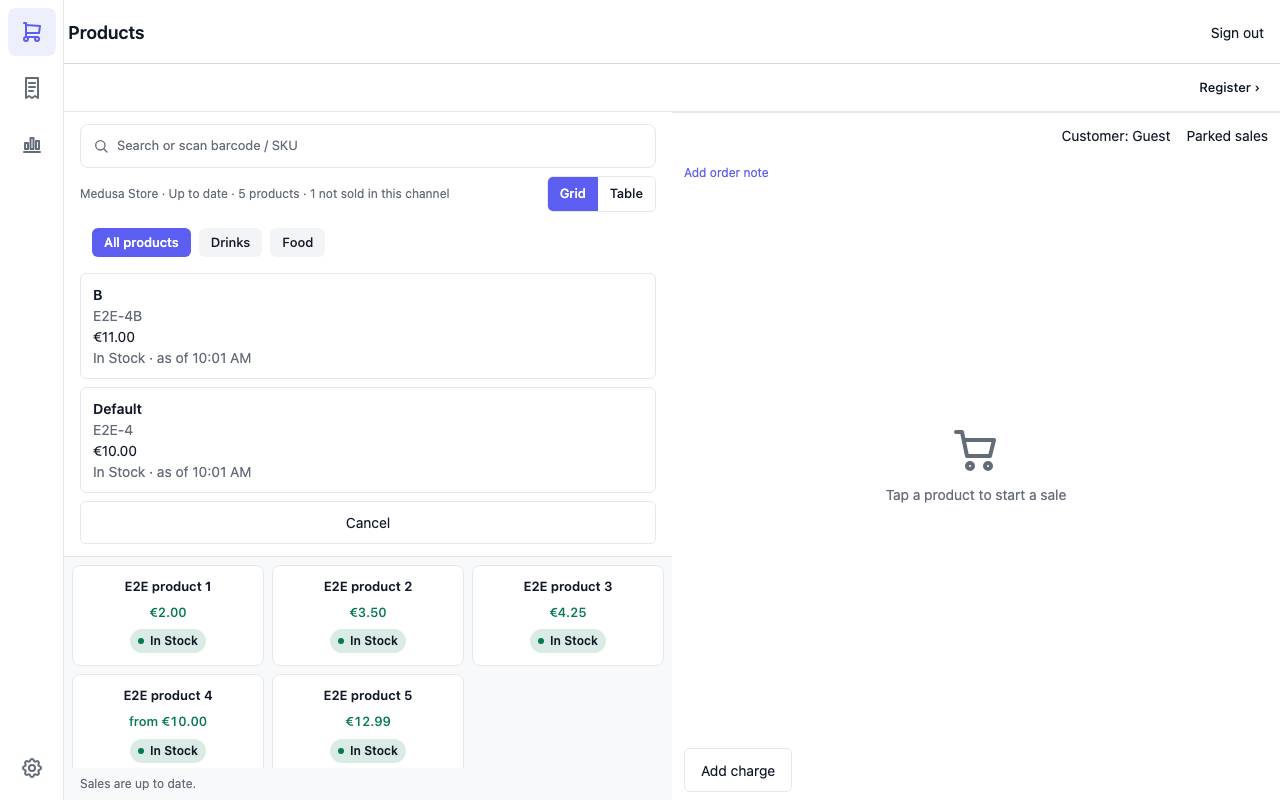 Products
Sign out
Register ›
Search or scan barcode / SKU
Customer: Guest
Parked sales
Add order note
Medusa Store · Up to date · 5 products · 1 not sold in this channel
Grid
Table
All products
Drinks
Food
B
E2E-4B
€11.00
In Stock · as of 10:01 AM
Default
E2E-4
€10.00
In Stock · as of 10:01 AM
Cancel
Tap a product to start a sale
E2E product 1
€2.00
In Stock
E2E product 2
€3.50
In Stock
E2E product 3
€4.25
In Stock
E2E product 4
from €10.00
In Stock
E2E product 5
€12.99
In Stock
Add charge
Sales are up to date.